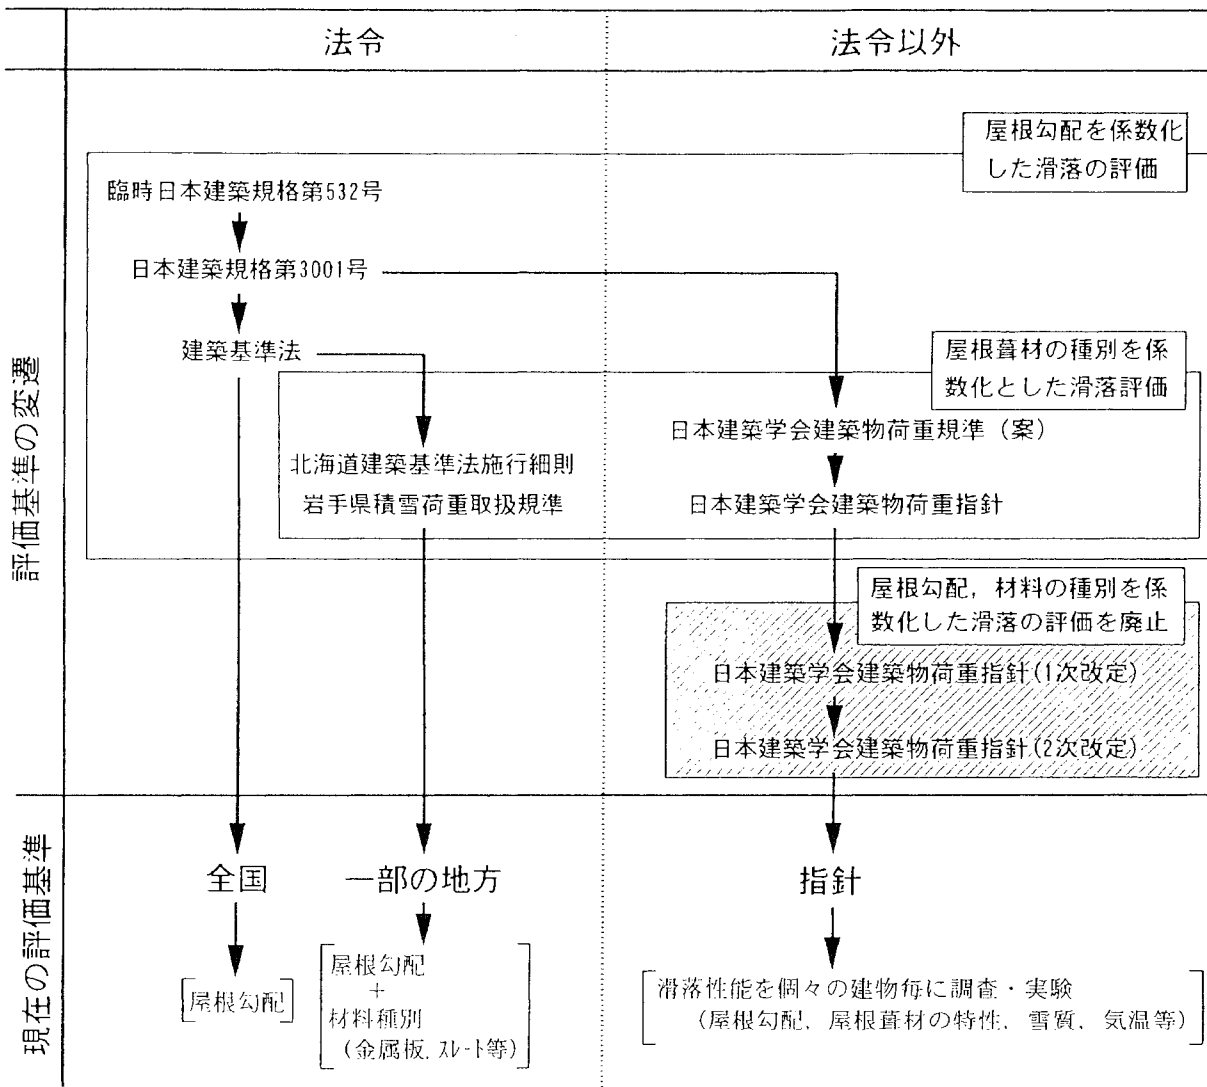 法令
法令以外
屋根勾配を係数化
した滑落の評価
臨時日本建築規格第532号
日本建築規格第3001号
建築基準法
屋根葺材の種別を係
数化とした滑落評価
日本建築学会建築物荷重規準（案）
北海道建築基準法施行細則
岩手県積雪荷重取扱規準
日本建築学会建築物荷重指針
屋根勾配，材料の種別を係
数化した滑落の評価を廃止
日本建築学会建築物荷重指針(1次改定)
日本建築学会建築物荷重指針(2次改定)
評価基準の変遷
現在の評価基準
全国
一部の地方
指針
[屋根勾配]
屋根勾配
+
材料種別
（金属板，スレート等）
滑落性能を個々の建物毎に調査・実験
（屋根勾配，屋根葺材の特性，雪質，気温等）